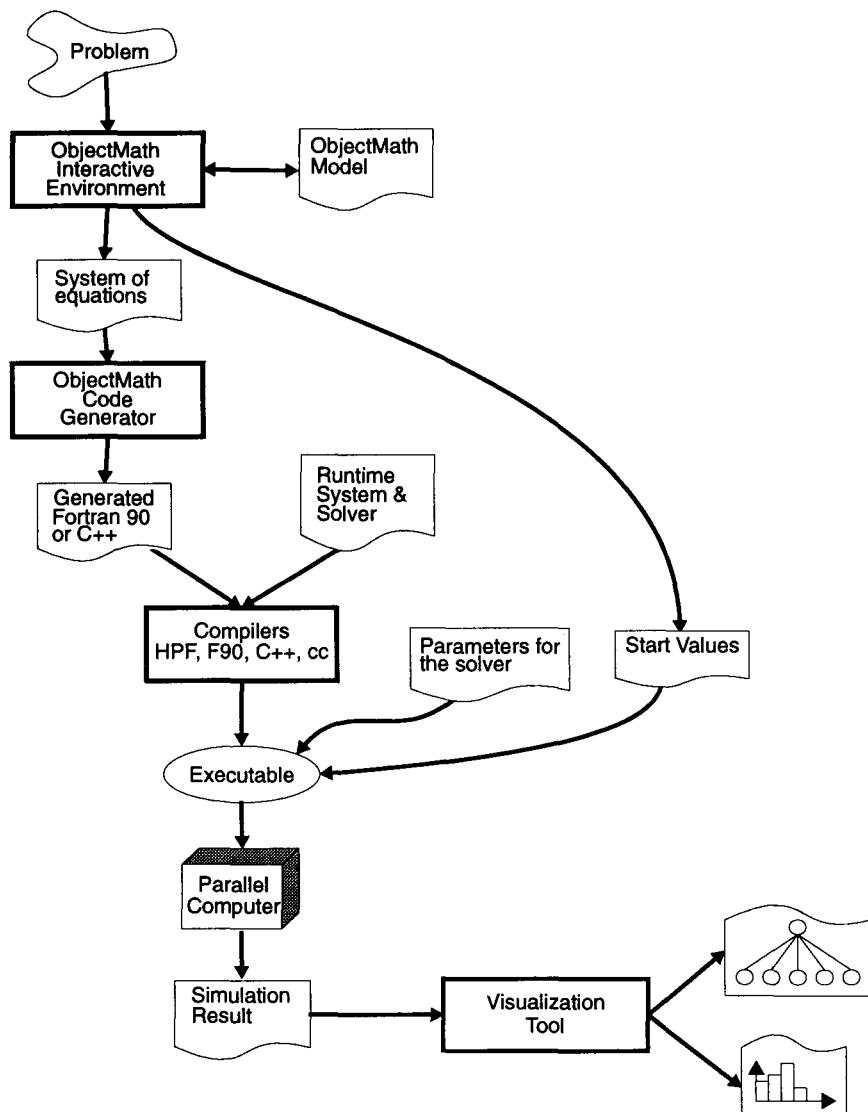 Problem
ObjectMath
Interactive
Environment
ObjectMath
Model
System of
equations
ObjectMath
Code
Generator
Generated
Fortran 90
or C++
Runtime
System &
Solver
Compilers
HPF, F90, C++, cc
Parameters for
the solver
Start Values
Executable
Parallel
Computer
Simulation
Result
Visualization
Tool